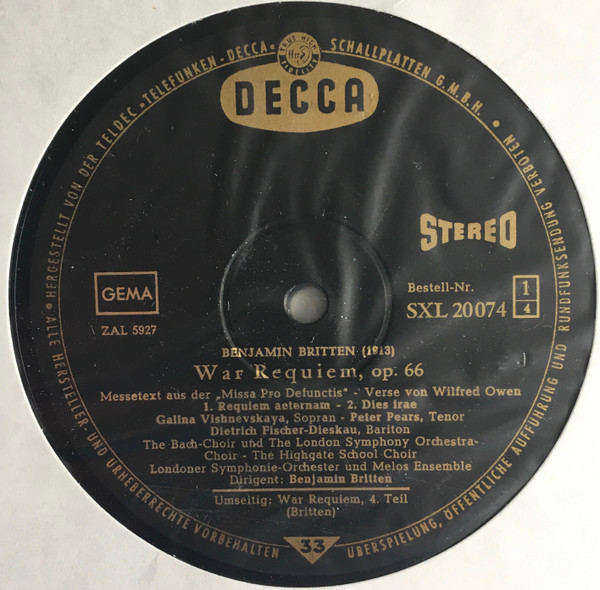 HERGESTELLT VON DER TELDEC »TELEFUNKEN - DECCA« SCHALLPLATTEN G.M.B.H. •
FULL HIGH
FIDELITY
DECCA
STEREO
GEMA
ZAL 5927
Bestell-Nr.
SXL 20074
1
4
BENJAMIN BRITTEN (1913)
War Requiem, op. 66
Messetext aus der „Missa Pro Defunctis" - Verse von Wilfred Owen
1. Requiem aeternam - 2. Dies irae
Galina Vishnevskaya, Sopran - Peter Pears, Tenor
Dietrich Fischer-Dieskau, Bariton
The Bach-Choir und The London Symphony Orchestra-
Choir - The Highgate School Choir
Londoner Symphonie-Orchester und Melos Ensemble
Dirigent: Benjamin Britten
Umseitig: War Requiem, 4. Teil
(Britten)
33
• ALLE HERSTELLER- UND URHEBERRECHTE VORBEHALTEN
ÜBERSPIELUNG, ÖFFENTLICHE AUFFÜHRUNG UND RUNDFUNKSENDUNG VERBOTEN •